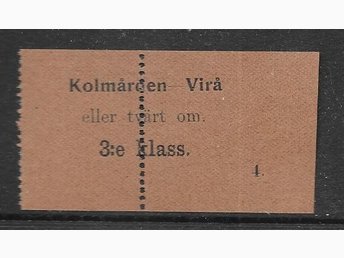 Kolmården Virå
eller tvärt om.
3:e klass.
4.